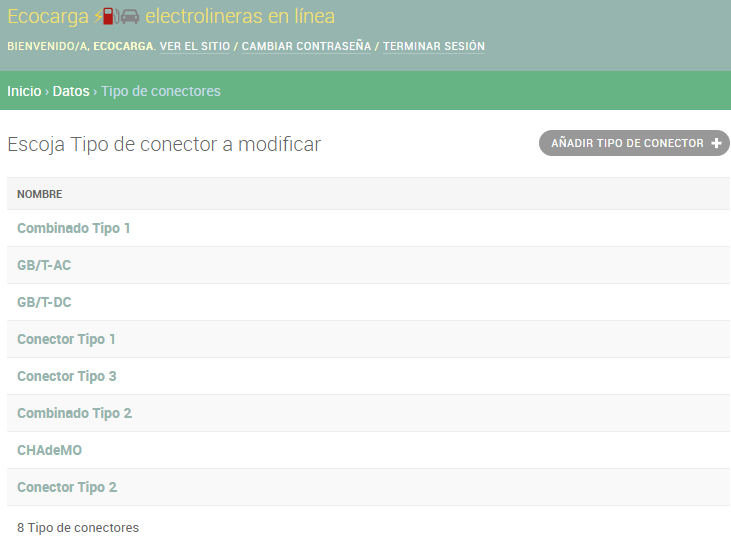 Ecocarga electrolineras en línea
BIENVENIDO/A, ECOCARGA. VER EL SITIO / CAMBIAR CONTRASEÑA / TERMINAR SESIÓN
Inicio › Datos › Tipo de conectores
Escoja Tipo de conector a modificar
AÑADIR TIPO DE CONECTOR +
NOMBRE
Combinado Tipo 1
GB/T-AC
GB/T-DC
Conector Tipo 1
Conector Tipo 3
Combinado Tipo 2
CHAdeMO
Conector Tipo 2
8 Tipo de conectores